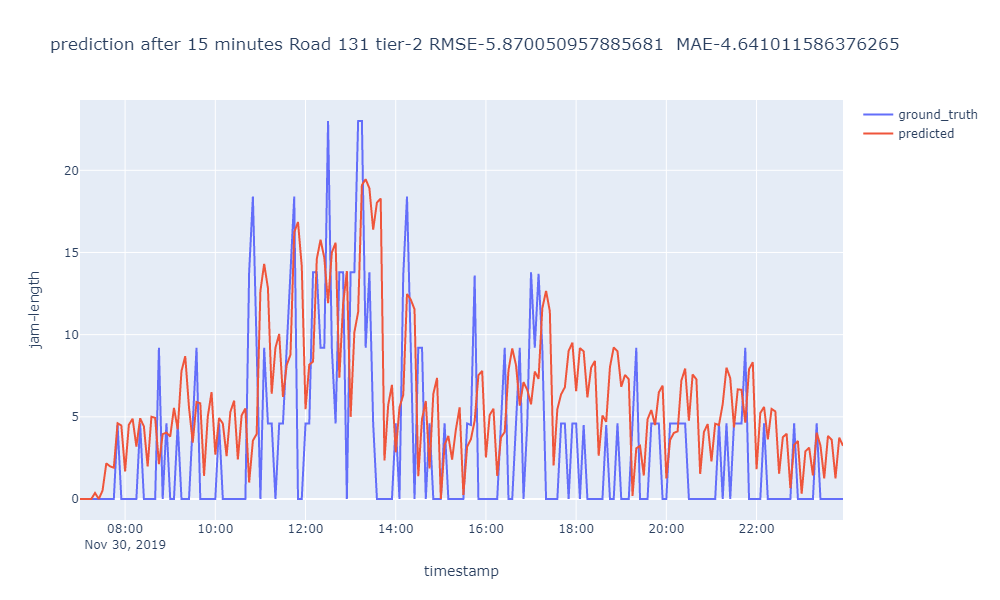 prediction after 15 minutes Road 131 tier-2 RMSE-5.870050957885681  MAE-4.641011586376265
ground_truth
predicted
20
15
10
5
0
jam-length
08:00 10:00 12:00 14:00 16:00 18:00 20:00 22:00
Nov 30, 2019
timestamp